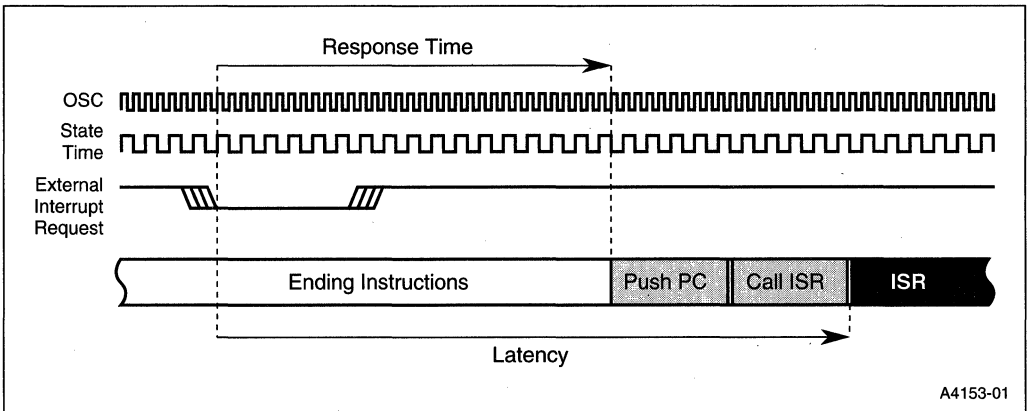 Response Time
OSC
State
Time
External
Interrupt
Request
Ending Instructions
Push PC
Call ISR
ISR
Latency
A4153-01